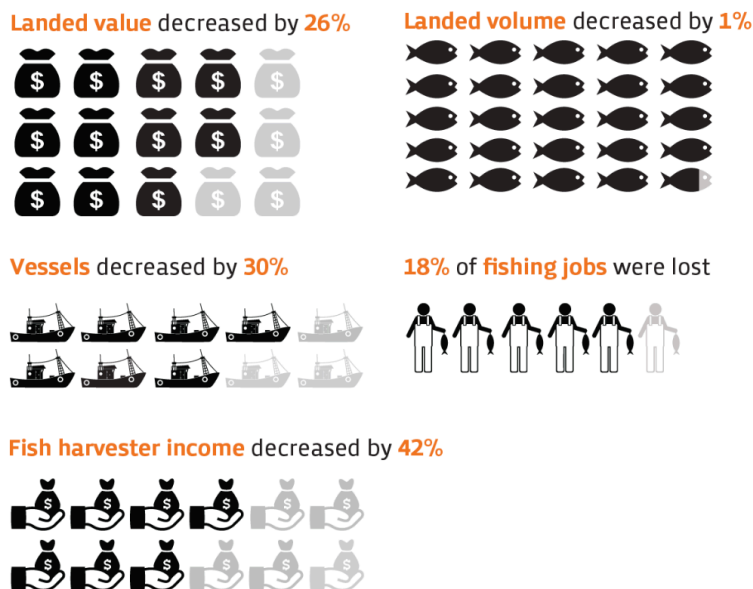 Landed value decreased by 26%
Landed volume decreased by 1%
Vessels decreased by 30%
18% of fishing jobs were lost
Fish harvester income decreased by 42%